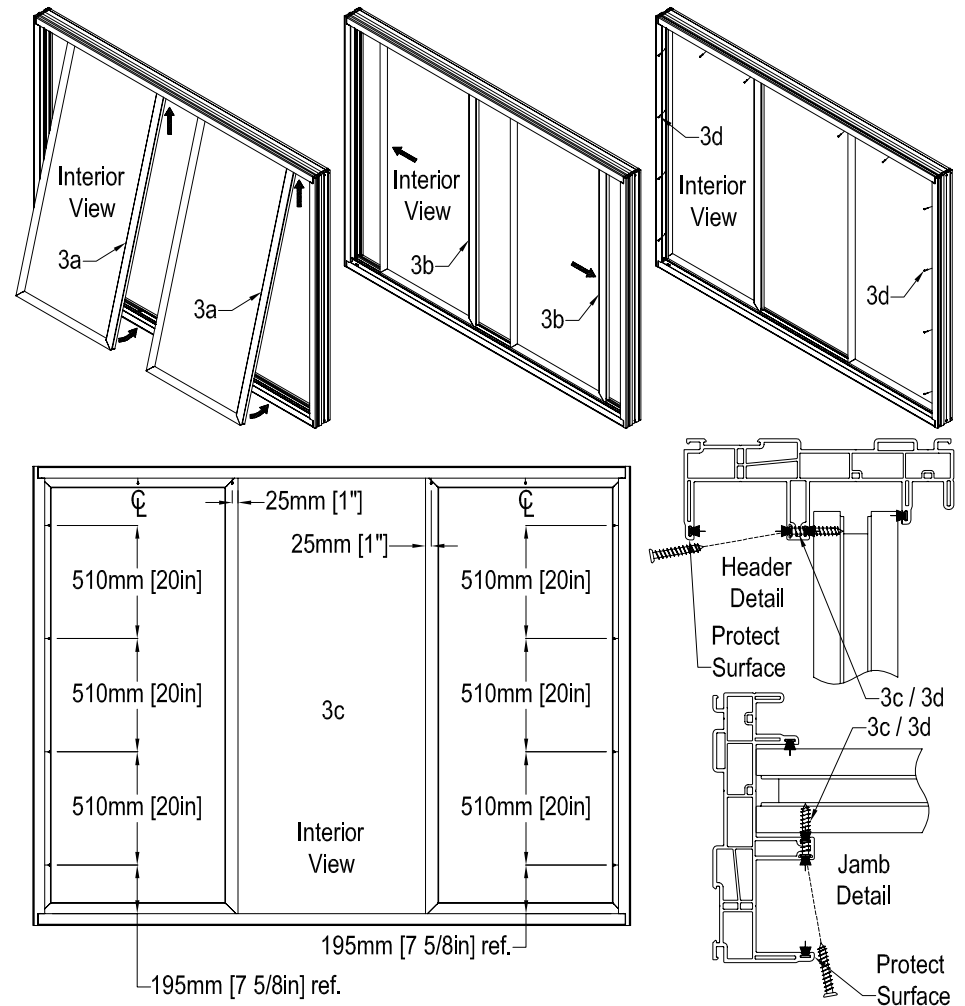 Interior
View
3a
3a
Interior
View
3b
3b
3d
Interior
View
3d
℄
25mm [1"]
25mm [1"]
℄
510mm [20in]
510mm [20in]
510mm [20in]
510mm [20in]
3c
510mm [20in]
510mm [20in]
Interior
View
195mm [7 5/8in] ref.
195mm [7 5/8in] ref.
Header
Detail
Protect
Surface
3c / 3d
3c / 3d
Jamb
Detail
Protect
Surface